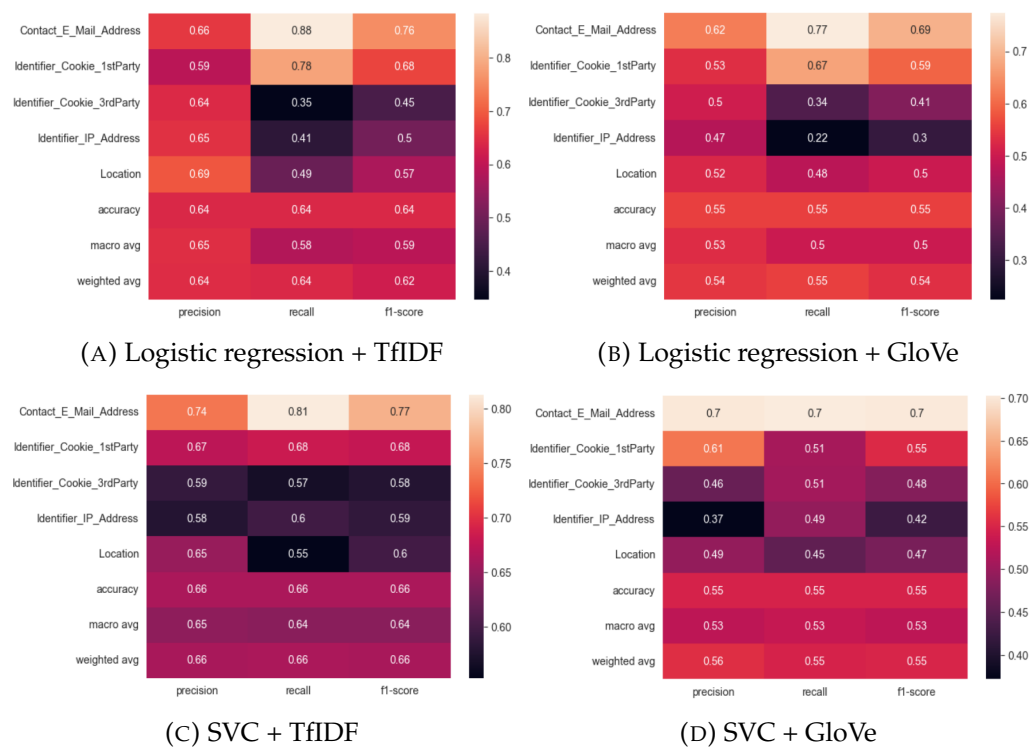 Contact_E_Mail_Address 0.66 0.88 0.76
Identifier_Cookie_1stParty 0.59 0.78 0.68
Identifier_Cookie_3rdParty 0.64 0.35 0.45
Identifier_IP_Address 0.65 0.41 0.5
Location 0.69 0.49 0.57
accuracy 0.64 0.64 0.64
macro avg 0.65 0.58 0.59
weighted avg 0.64 0.64 0.62
precision recall f1-score
0.8
0.7
0.6
0.5
0.4
(A) Logistic regression + TfIDF
Contact_E_Mail_Address 0.62 0.77 0.69
Identifier_Cookie_1stParty 0.53 0.67 0.59
Identifier_Cookie_3rdParty 0.5 0.34 0.41
Identifier_IP_Address 0.47 0.22 0.3
Location 0.52 0.48 0.5
accuracy 0.55 0.55 0.55
macro avg 0.53 0.5 0.5
weighted avg 0.54 0.55 0.54
precision recall f1-score
0.7
0.6
0.5
0.4
0.3
(B) Logistic regression + GloVe
Contact_E_Mail_Address 0.74 0.81 0.77
Identifier_Cookie_1stParty 0.67 0.68 0.68
Identifier_Cookie_3rdParty 0.59 0.57 0.58
Identifier_IP_Address 0.58 0.6 0.59
Location 0.65 0.55 0.6
accuracy 0.66 0.66 0.66
macro avg 0.65 0.64 0.64
weighted avg 0.66 0.66 0.66
precision recall f1-score
0.80
0.75
0.70
0.65
0.60
(C) SVC + TfIDF
Contact_E_Mail_Address 0.7 0.7 0.7
Identifier_Cookie_1stParty 0.61 0.51 0.55
Identifier_Cookie_3rdParty 0.46 0.51 0.48
Identifier_IP_Address 0.37 0.49 0.42
Location 0.49 0.45 0.47
accuracy 0.55 0.55 0.55
macro avg 0.53 0.53 0.53
weighted avg 0.56 0.55 0.55
precision recall f1-score
0.70
0.65
0.60
0.55
0.50
0.45
0.40
(D) SVC + GloVe